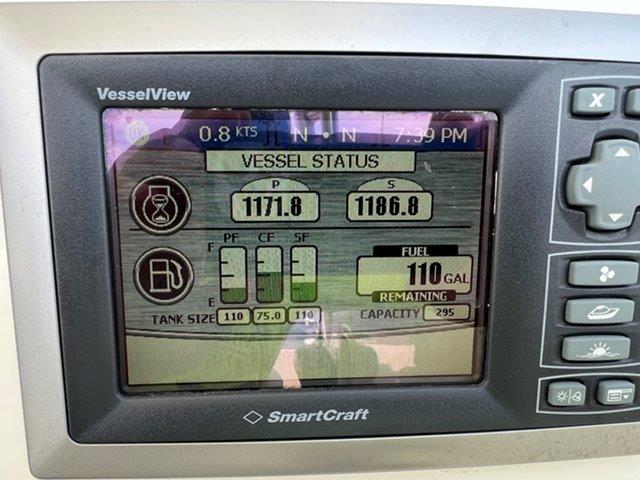 VesselView
OK 0.8 KTS N • N 7:39 PM
VESSEL STATUS
P S
1171.8 1186.8
PF CF SF
F
E
FUEL
110 GAL
REMAINING
TANK SIZE 110 75.0 110
CAPACITY 295
SmartCraft
X